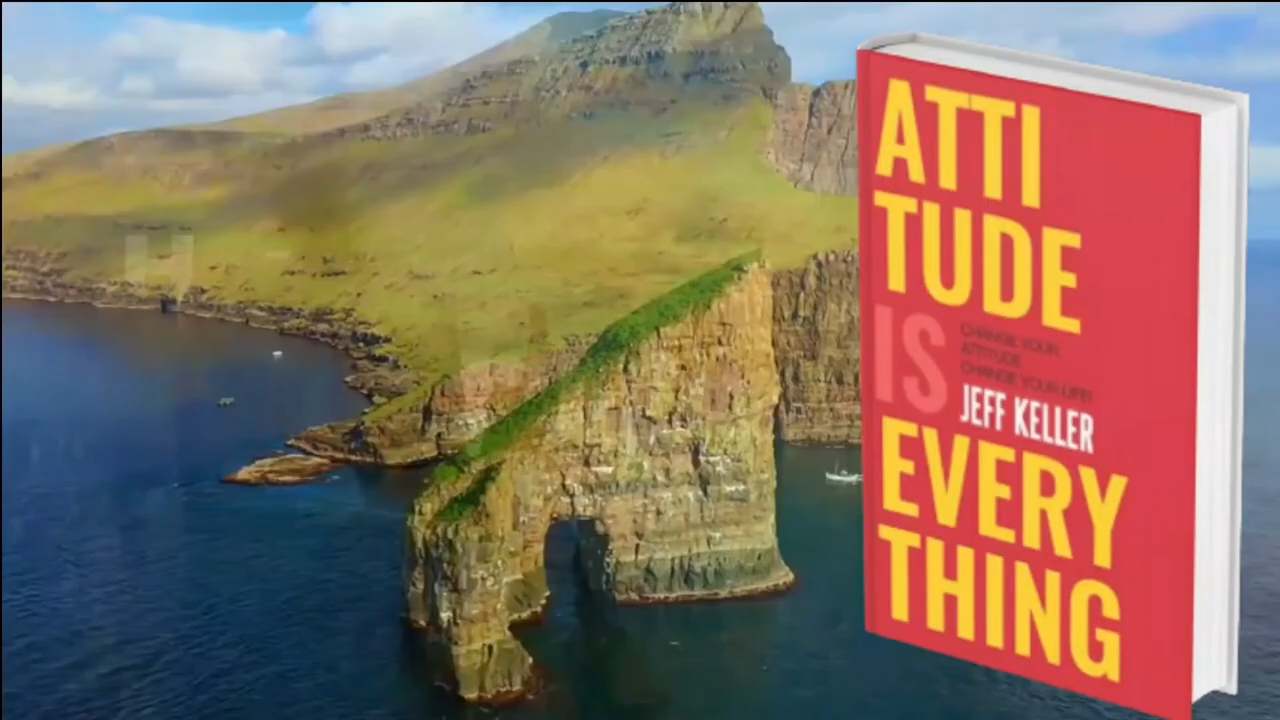 ATTI
TUDE
IS
CHANGE YOUR
ATTITUDE
CHANGE YOUR LIFE!
JEFF KELLER
EVERY
THING